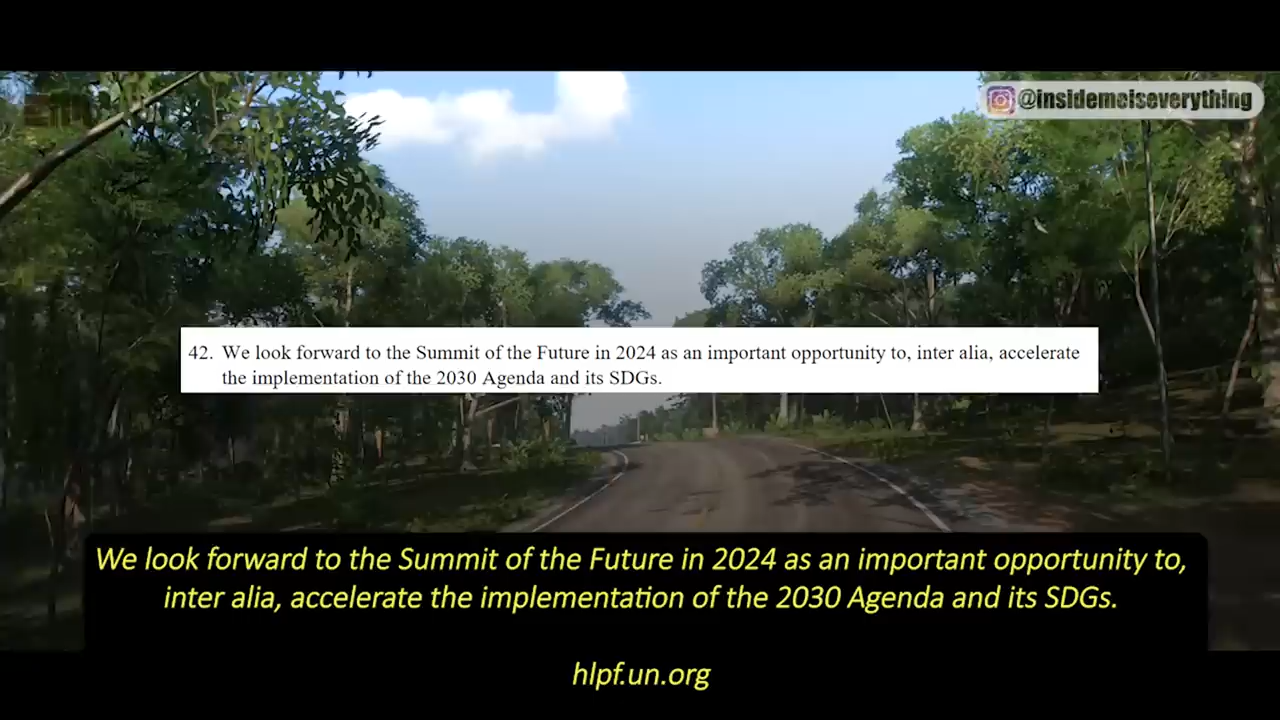 @insidemeiseverything
42. We look forward to the Summit of the Future in 2024 as an important opportunity to, inter alia, accelerate
the implementation of the 2030 Agenda and its SDGs.
We look forward to the Summit of the Future in 2024 as an important opportunity to,
inter alia, accelerate the implementation of the 2030 Agenda and its SDGs.
hlpf.un.org